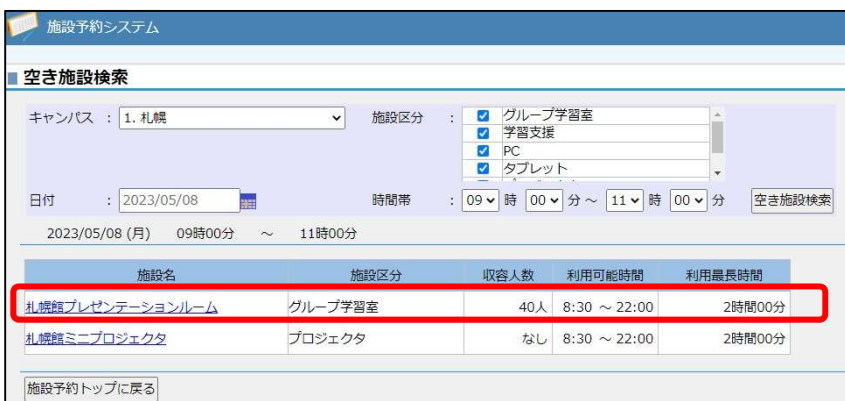 施設予約システム
空き施設検索
キャンパス : 1. 札幌 施設区分 : グループ学習室
学習支援
PC
タブレット
日付 : 2023/05/08 時間帯 : 09 時 00 分 ~ 11 時 00 分 空き施設検索
2023/05/08 (月) 09時00分 ~ 11時00分
施設名 施設区分 収容人数 利用可能時間 利用最長時間
札幌館プレゼンテーションルーム グループ学習室 40人 8:30 ~ 22:00 2時間00分
札幌館ミニプロジェクタ プロジェクタ なし 8:30 ~ 22:00 2時間00分
施設予約トップに戻る